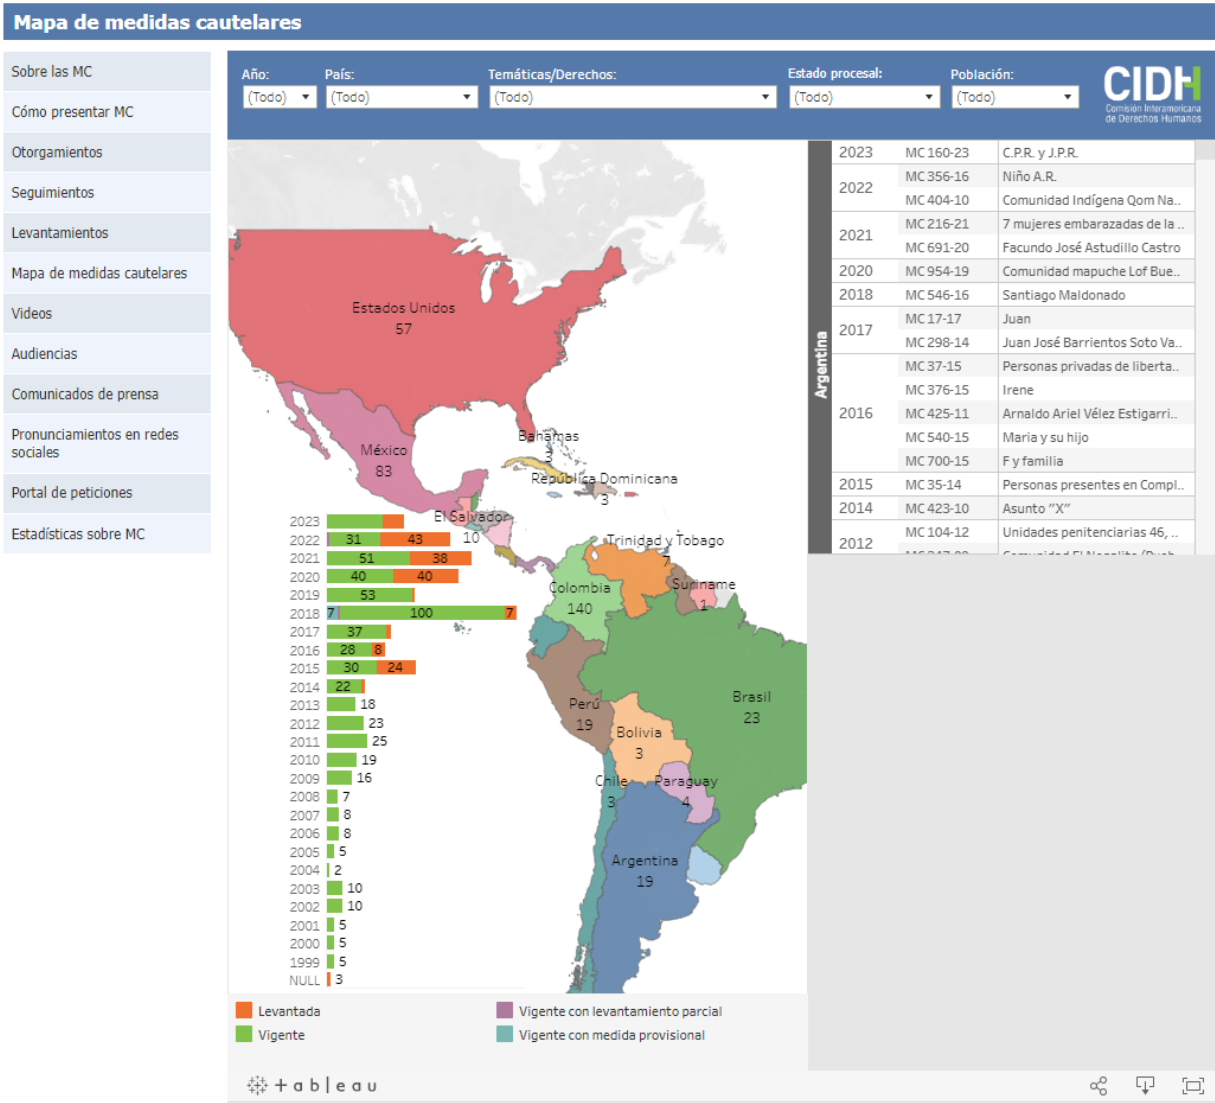 Mapa de medidas cautelares
Sobre las MC
Cómo presentar MC
Otorgamientos
Seguimientos
Levantamientos
Mapa de medidas cautelares
Videos
Audiencias
Comunicados de prensa
Pronunciamientos en redes
sociales
Portal de peticiones
Estadísticas sobre MC
Año: País: Temáticas/Derechos: Estado procesal: Población:
(Todo) (Todo) (Todo) (Todo) (Todo)
CIDH
Comisión Interamericana
de Derechos Humanos
Estados Unidos
57
México
83
Bahamas
3
República Dominicana
3
El Salvador
10
Trinidad y Tobago
7
Suriname
1
Colombia
140
Brasil
23
Perú
19
Bolivia
3
Chile
3
Paraguay
4
Argentina
19
2023
2022 31 43
2021 51 38
2020 40 40
2019 53
2018 7 100 7
2017 37
2016 28 8
2015 30 24
2014 22
2013 18
2012 23
2011 25
2010 19
2009 16
2008 7
2007 8
2006 8
2005 5
2004 2
2003 10
2002 10
2001 5
2000 5
1999 5
NULL 3
Levantada
Vigente
Vigente con levantamiento parcial
Vigente con medida provisional
Argentina
2023 MC 160-23 C.P.R. y J.P.R.
2022 MC 356-16 Niño A.R.
MC 404-10 Comunidad Indígena Qom Na..
2021 MC 216-21 7 mujeres embarazadas de la ..
MC 691-20 Facundo José Astudillo Castro
2020 MC 954-19 Comunidad mapuche Lof Bue..
2018 MC 546-16 Santiago Maldonado
2017 MC 17-17 Juan
MC 298-14 Juan José Barrientos Soto Va..
2016 MC 37-15 Personas privadas de liberta..
MC 376-15 Irene
MC 425-11 Arnaldo Ariel Vélez Estigarri..
MC 540-15 Maria y su hijo
MC 700-15 F y familia
2015 MC 35-14 Personas presentes en Compl..
2014 MC 423-10 Asunto "X"
2012 MC 104-12 Unidades penitenciarias 46, ..
+ableau